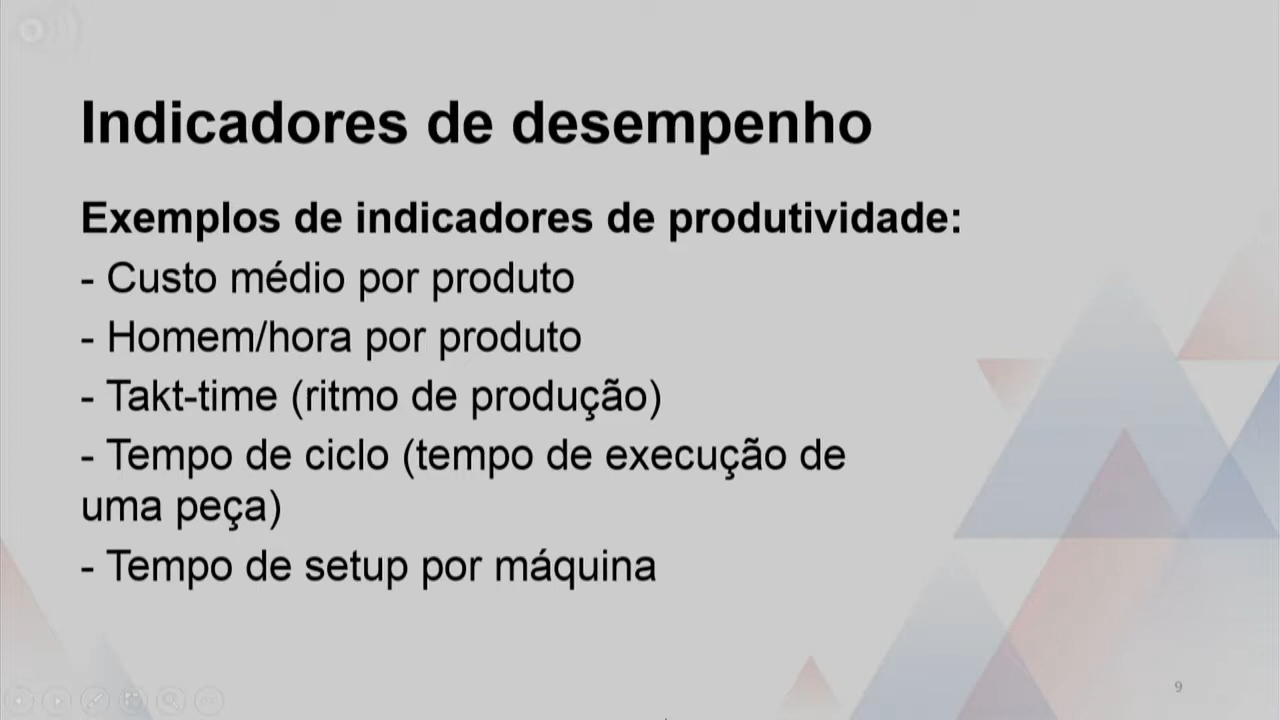 Indicadores de desempenho
Exemplos de indicadores de produtividade:
- Custo médio por produto
- Homem/hora por produto
- Takt-time (ritmo de produção)
- Tempo de ciclo (tempo de execução de
uma peça)
- Tempo de setup por máquina
9